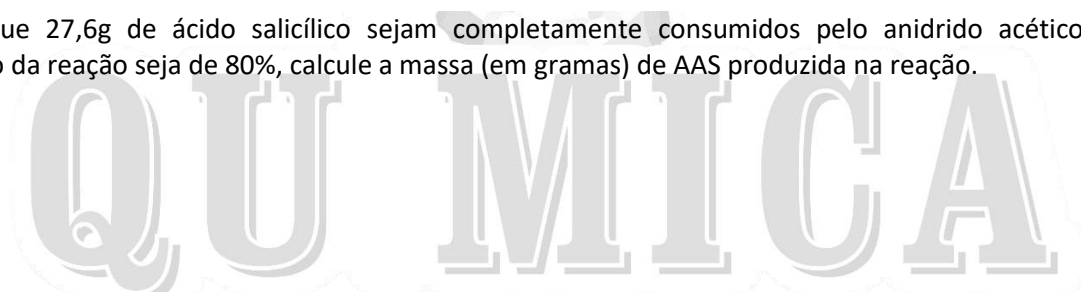 ue 27,6g de ácido salicílico sejam completamente consumidos pelo anidrido acético
o da reação seja de 80%, calcule a massa (em gramas) de AAS produzida na reação.
QU MICA